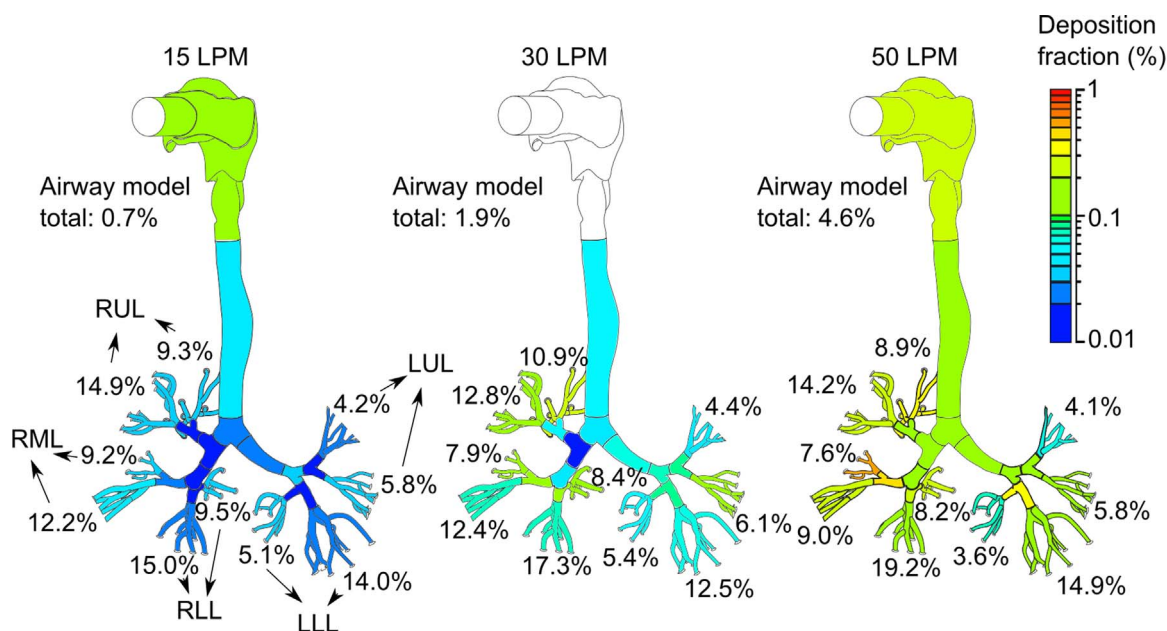 15 LPM
30 LPM
50 LPM
Deposition
fraction (%)
1
0.1
0.01
Airway model
total: 0.7%
Airway model
total: 1.9%
Airway model
total: 4.6%
RUL
9.3%
14.9%
RML
9.2%
12.2%
15.0%
9.5%
RLL
5.1%
14.0%
LLL
LUL
4.2%
5.8%
10.9%
12.8%
7.9%
12.4%
17.3%
8.4%
5.4%
12.5%
6.1%
4.4%
8.9%
14.2%
7.6%
9.0%
19.2%
8.2%
3.6%
14.9%
5.8%
4.1%